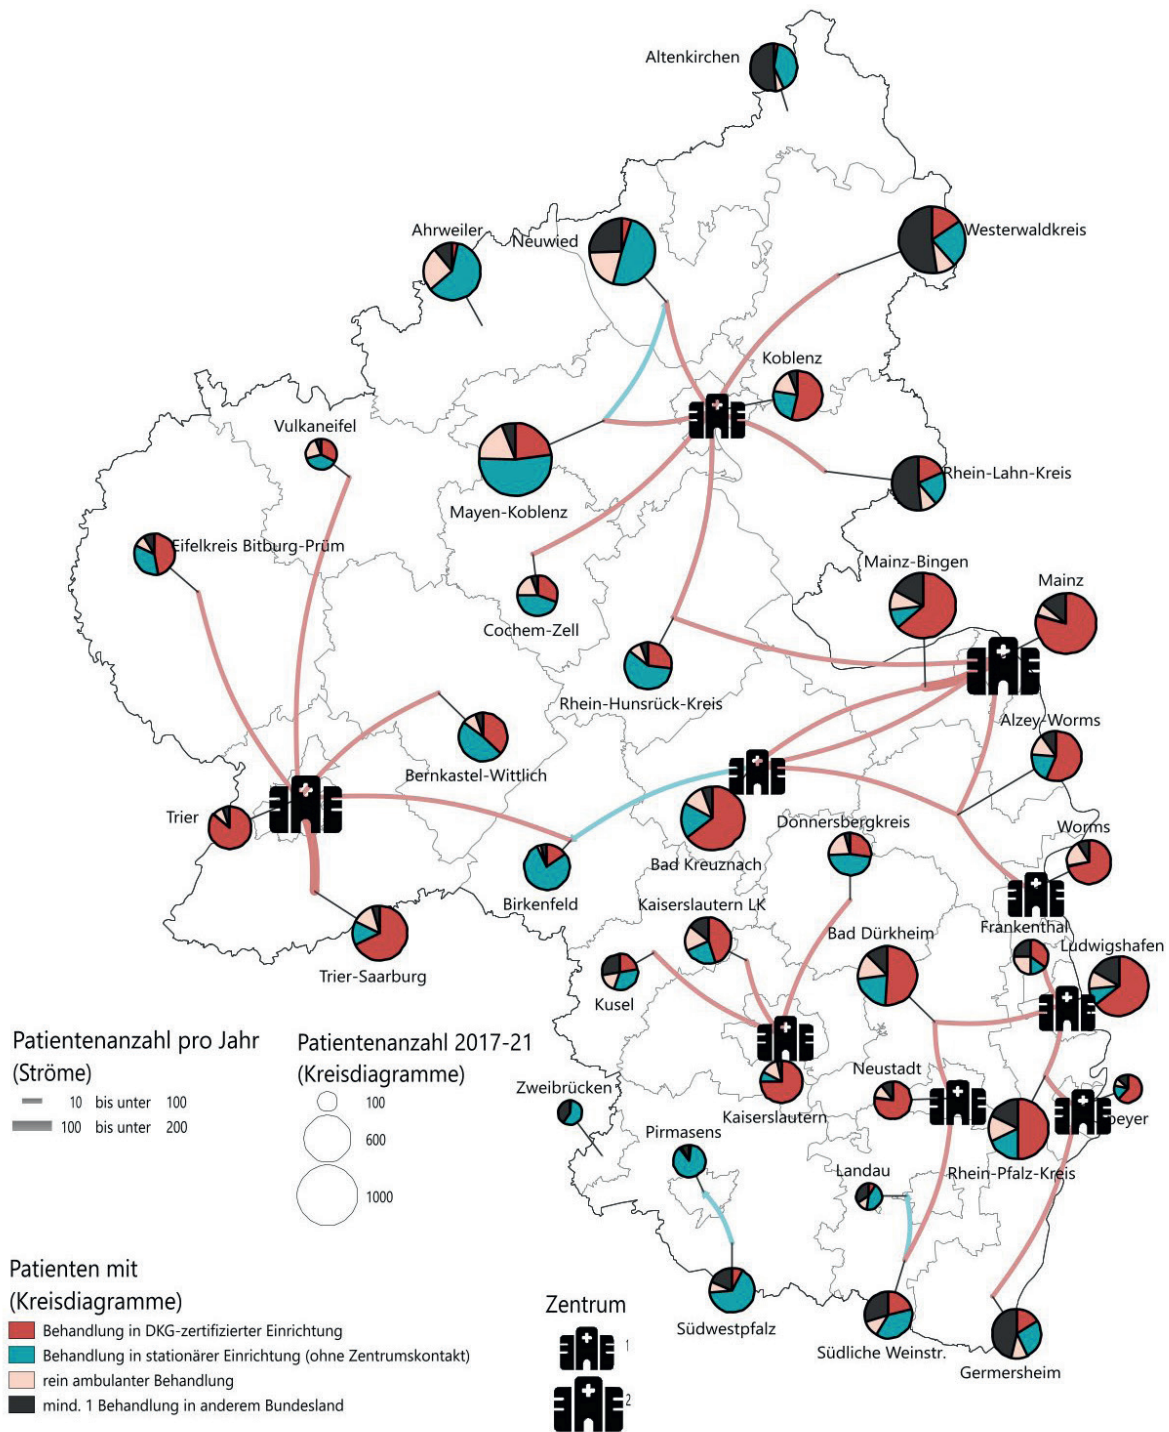 Altenkirchen
Ahrweiler
Neuwied
Westerwaldkreis
Koblenz
Vulkaneifel
Rhein-Lahn-Kreis
Mayen-Koblenz
Eifelkreis Bitburg-Prüm
Mainz-Bingen
Mainz
Cochem-Zell
Rhein-Hunsrück-Kreis
Alzey-Worms
Bernkastel-Wittlich
Trier
Donnersbergkreis
Worms
Bad Kreuznach
Birkenfeld
Kaiserslautern LK
Bad Dürkheim
Frankenthal
Ludwigshafen
Trier-Saarburg
Kusel
Patientenanzahl pro Jahr
(Ströme)
10 bis unter 100
100 bis unter 200
Patientenanzahl 2017-21
(Kreisdiagramme)
100
600
1000
Zweibrücken
Kaiserslautern
Neustadt
peyer
Pirmasens
Landau
Rhein-Pfalz-Kreis
Patienten mit
(Kreisdiagramme)
Behandlung in DKG-zertifizierter Einrichtung
Behandlung in stationärer Einrichtung (ohne Zentrumskontakt)
rein ambulanter Behandlung
mind. 1 Behandlung in anderem Bundesland
Zentrum
1
2
Südwestpfalz
Südliche Weinstr.
Germersheim